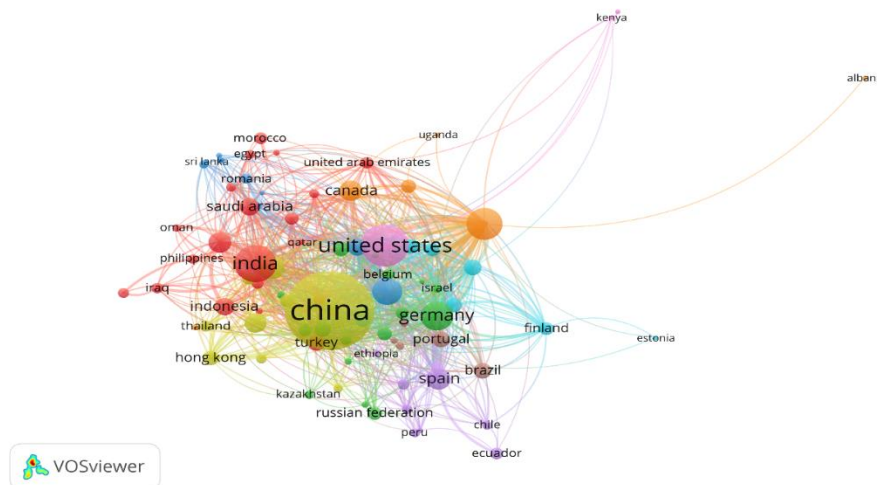 kenya
alban
uganda
morocco
egypt
sri lanka
united arab emirates
romania
canada
saudi arabia
oman
qatar
united states
philippines
india
belgium
iraq
israel
indonesia
china
germany
thailand
turkey
portugal
finland
estonia
hong kong
ethiopia
spain
brazil
kazakhstan
russian federation
peru
chile
ecuador
VOSviewer